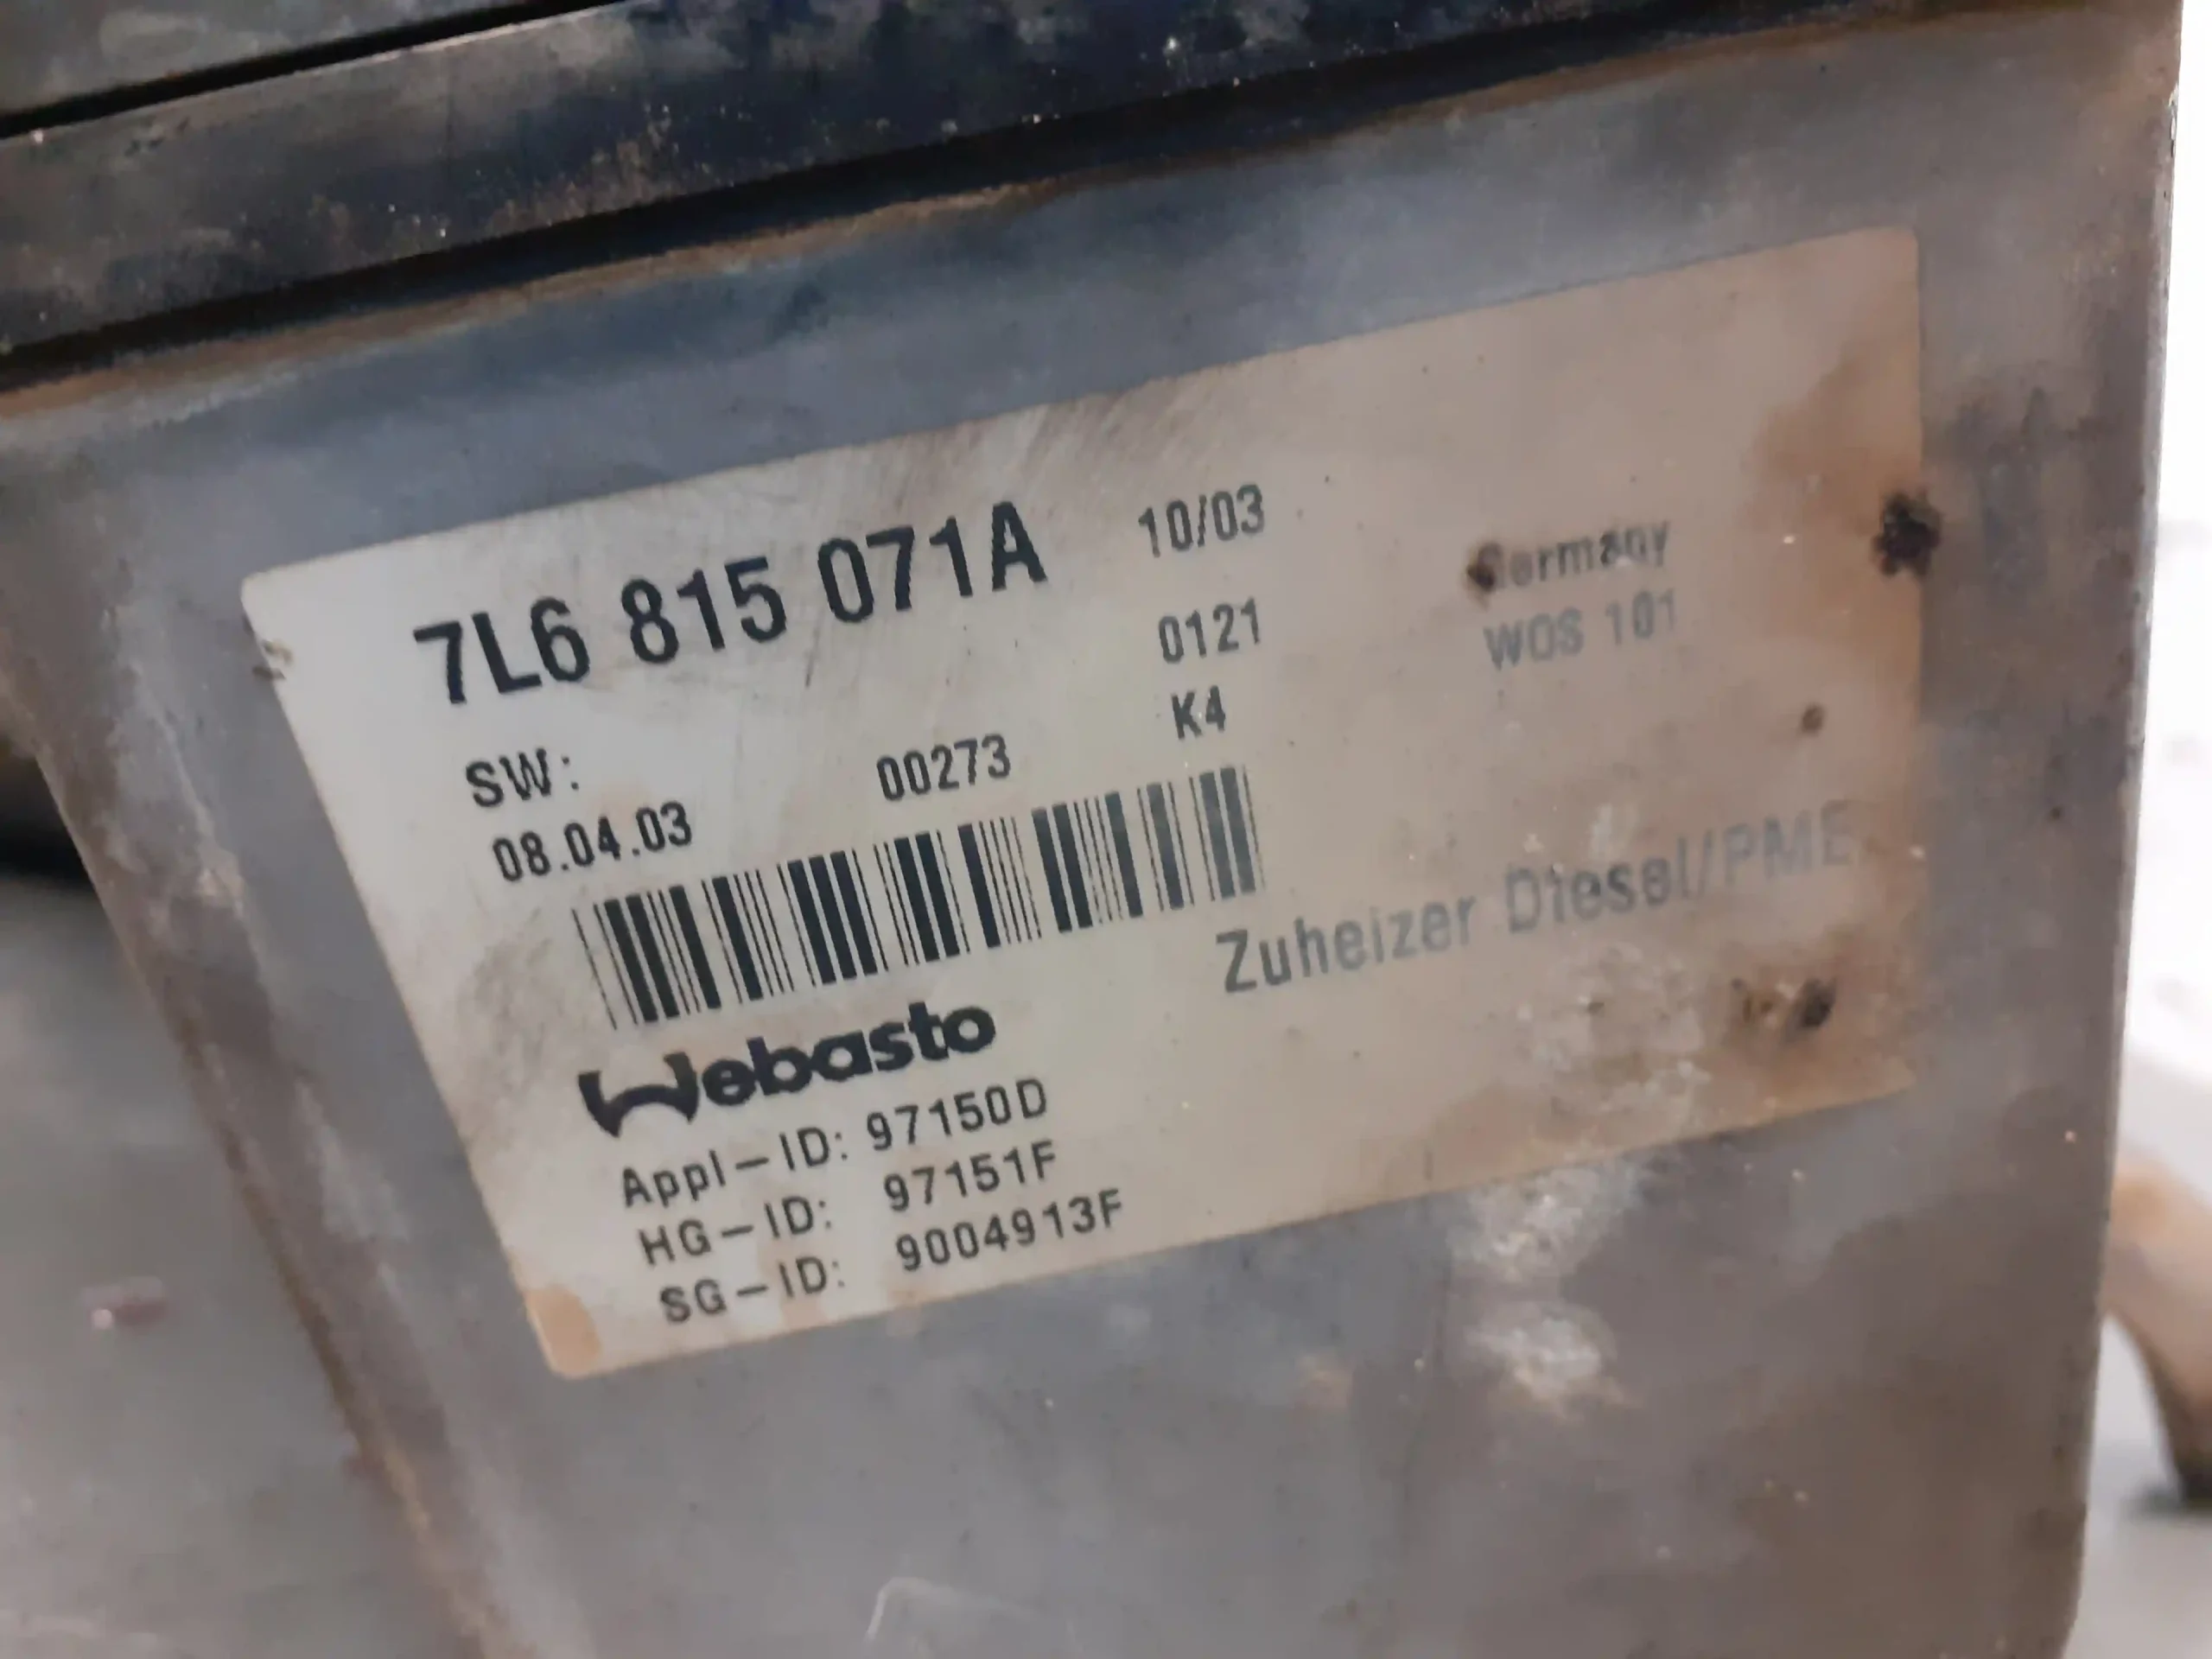 7L6 815 071A 10/03
Germany
0121
WOS 101
K4
SW:
00273
08.04.03
Zuheizer Diesel/PME
Webasto
Appl-ID: 97150D
HG-ID: 97151F
SG-ID: 9004913F